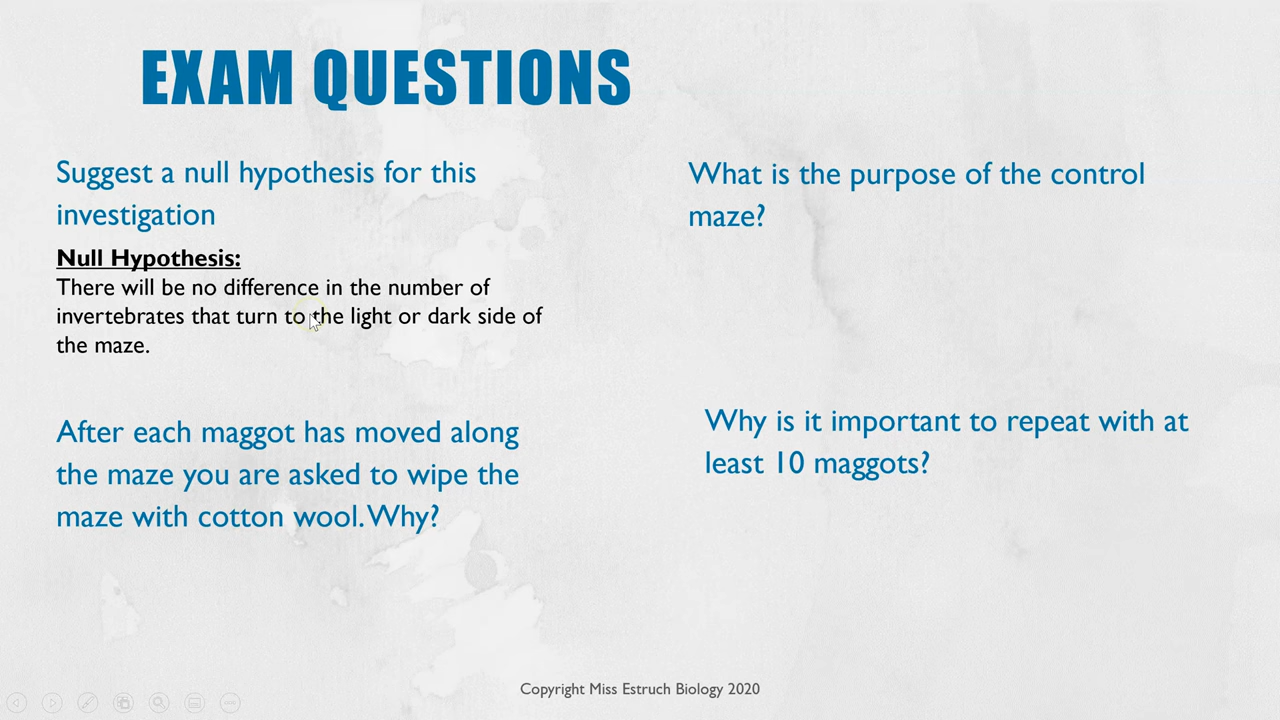 EXAM QUESTIONS
Suggest a null hypothesis for this
investigation
Null Hypothesis:
There will be no difference in the number of
invertebrates that turn to the light or dark side of
the maze.
After each maggot has moved along
the maze you are asked to wipe the
maze with cotton wool. Why?
What is the purpose of the control
maze?
Why is it important to repeat with at
least 10 maggots?
Copyright Miss Estruch Biology 2020